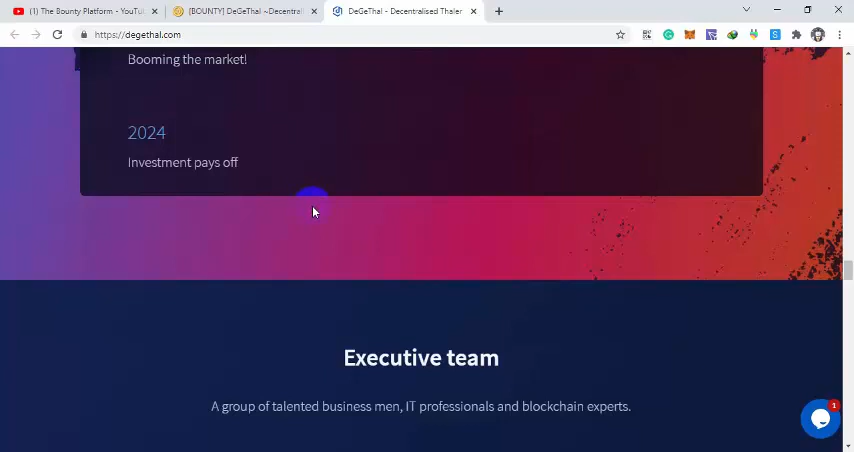 (1) The Bounty Platform - YouTu
[BOUNTY] DeGeThal ~Decentral
DeGeThal - Decentralised Thaler
https://degethal.com
Booming the market!
2024
Investment pays off
Executive team
A group of talented business men, IT professionals and blockchain experts.
1